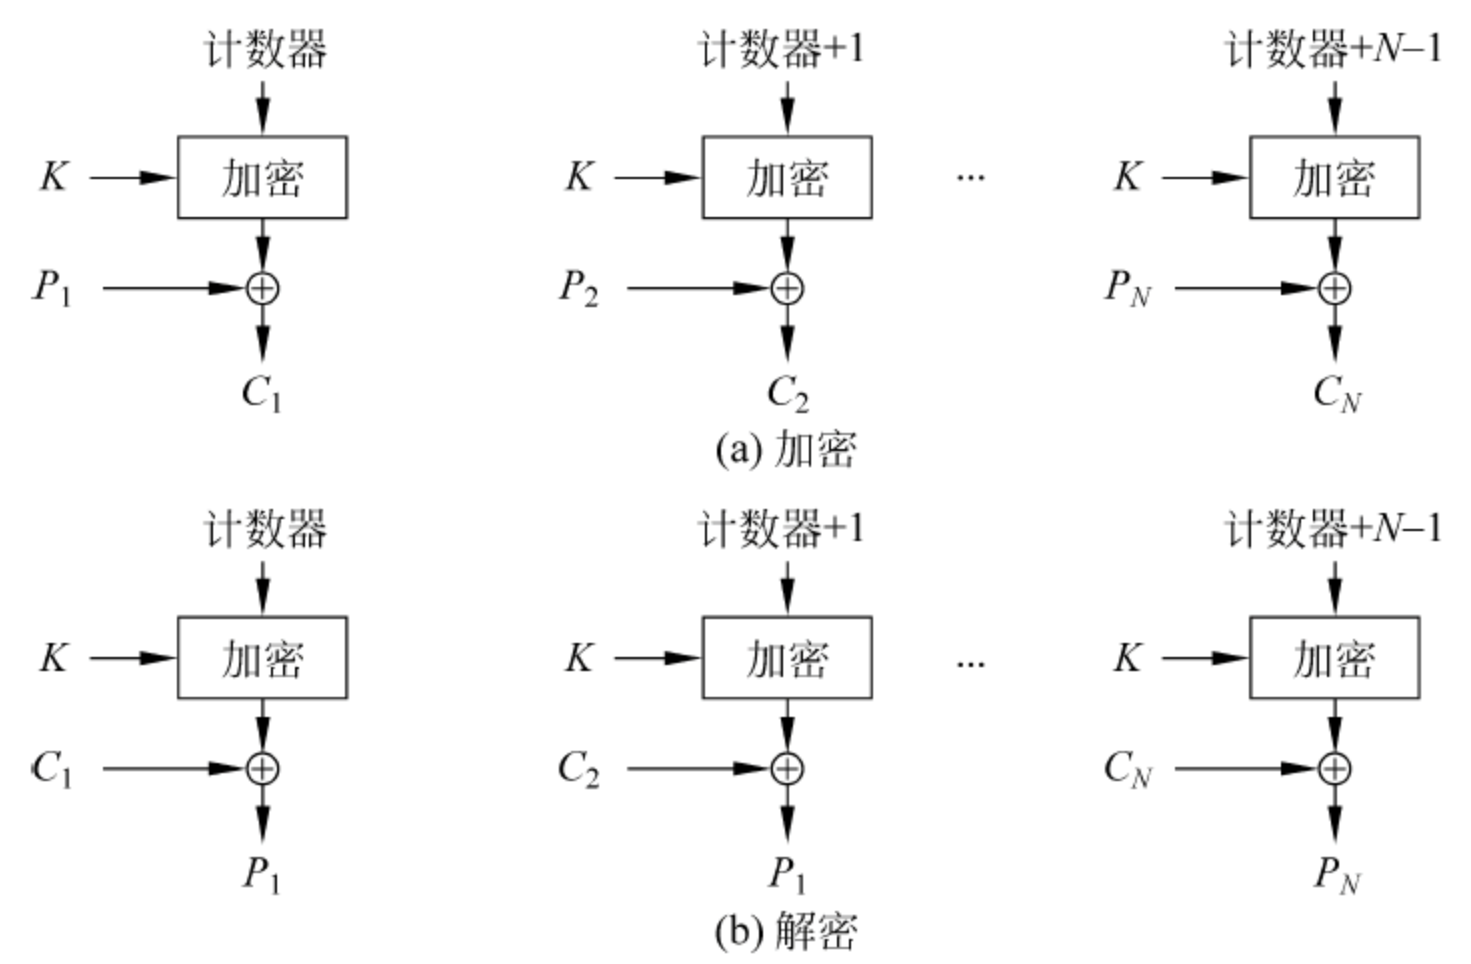 计数器 计数器+1 计数器+N–1
K 加密 K 加密 ... K 加密
P1 P2 PN
C1 C2 CN
(a) 加密
计数器 计数器+1 计数器+N–1
K 加密 K 加密 ... K 加密
C1 C2 CN
P1 P1 PN
(b) 解密